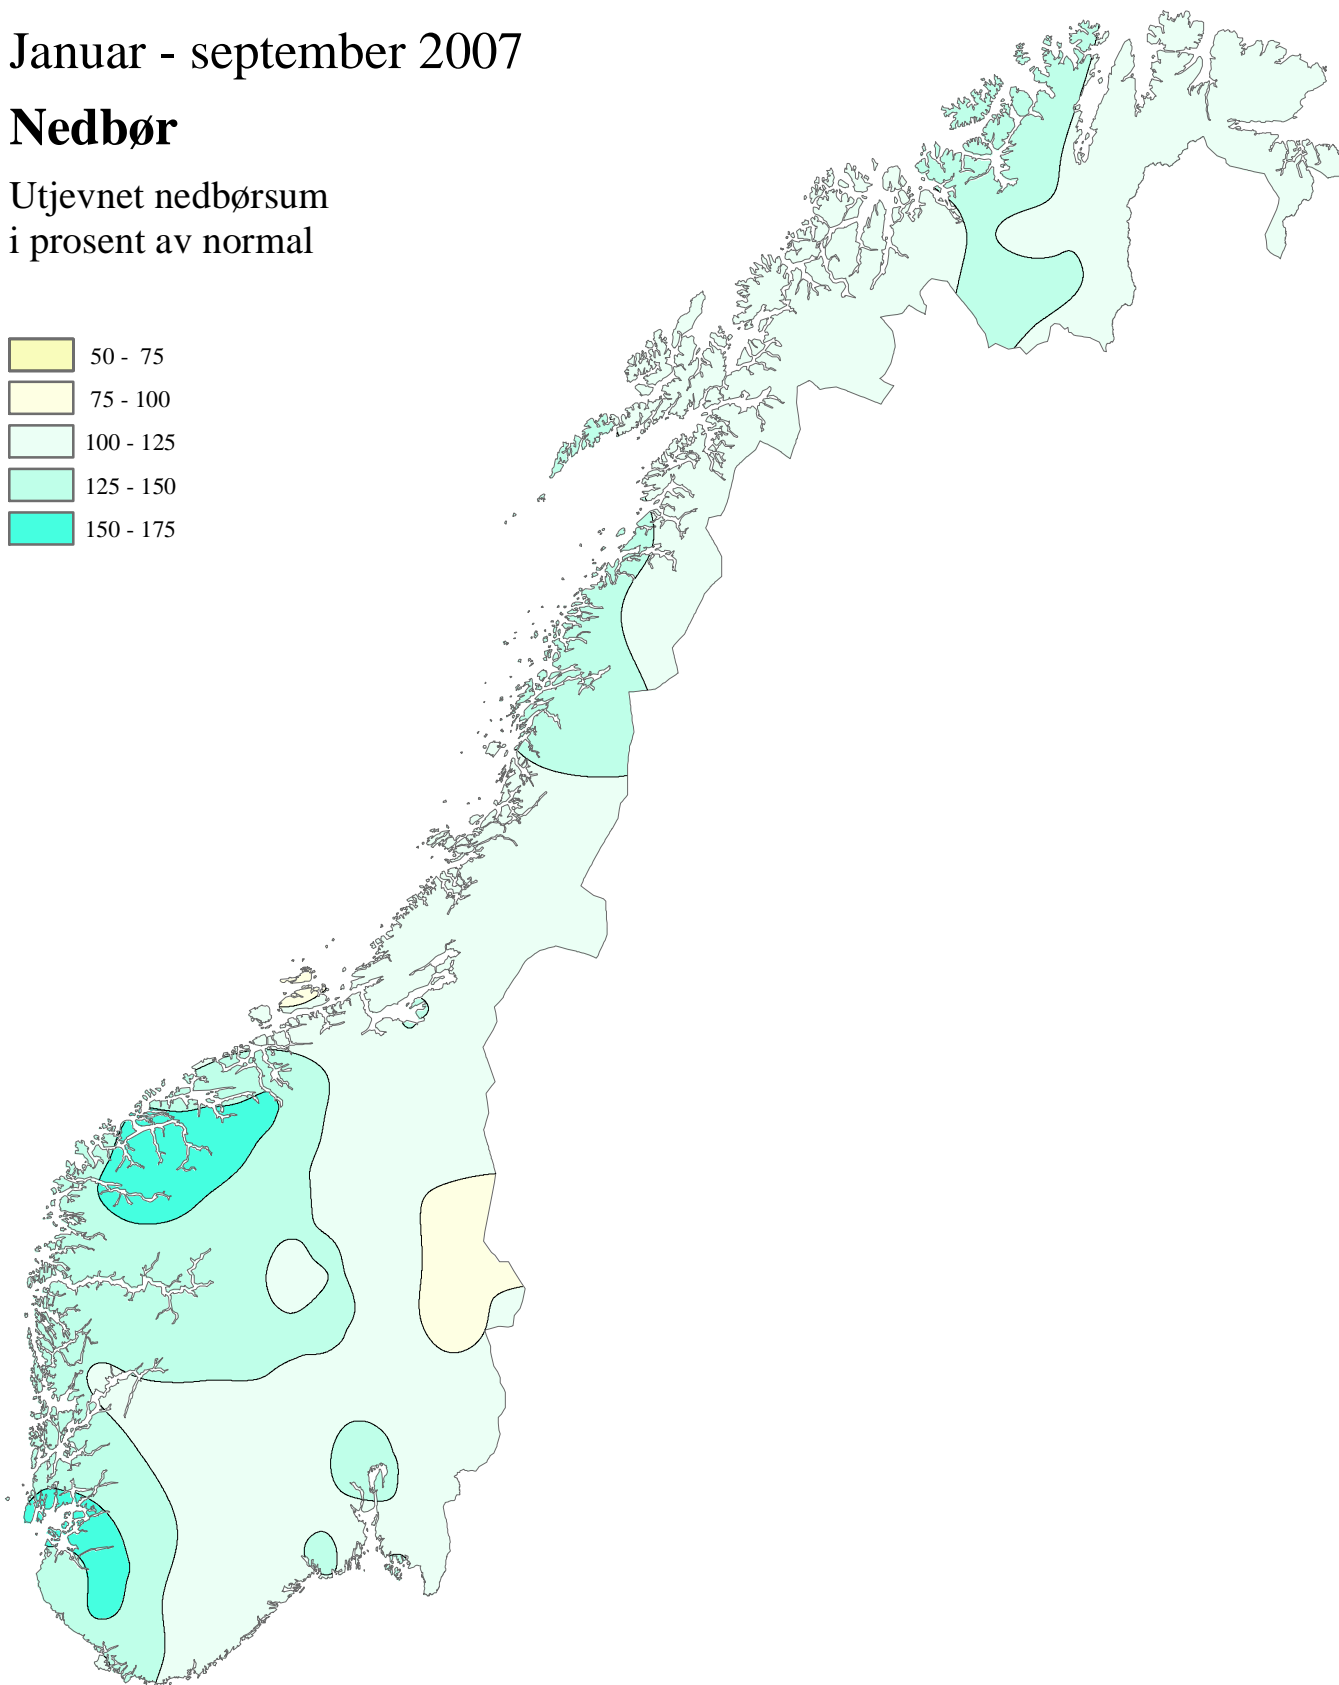 Januar - september 2007
Nedbør
Utjevnet nedbørsum
i prosent av normal
50 - 75
75 - 100
100 - 125
125 - 150
150 - 175